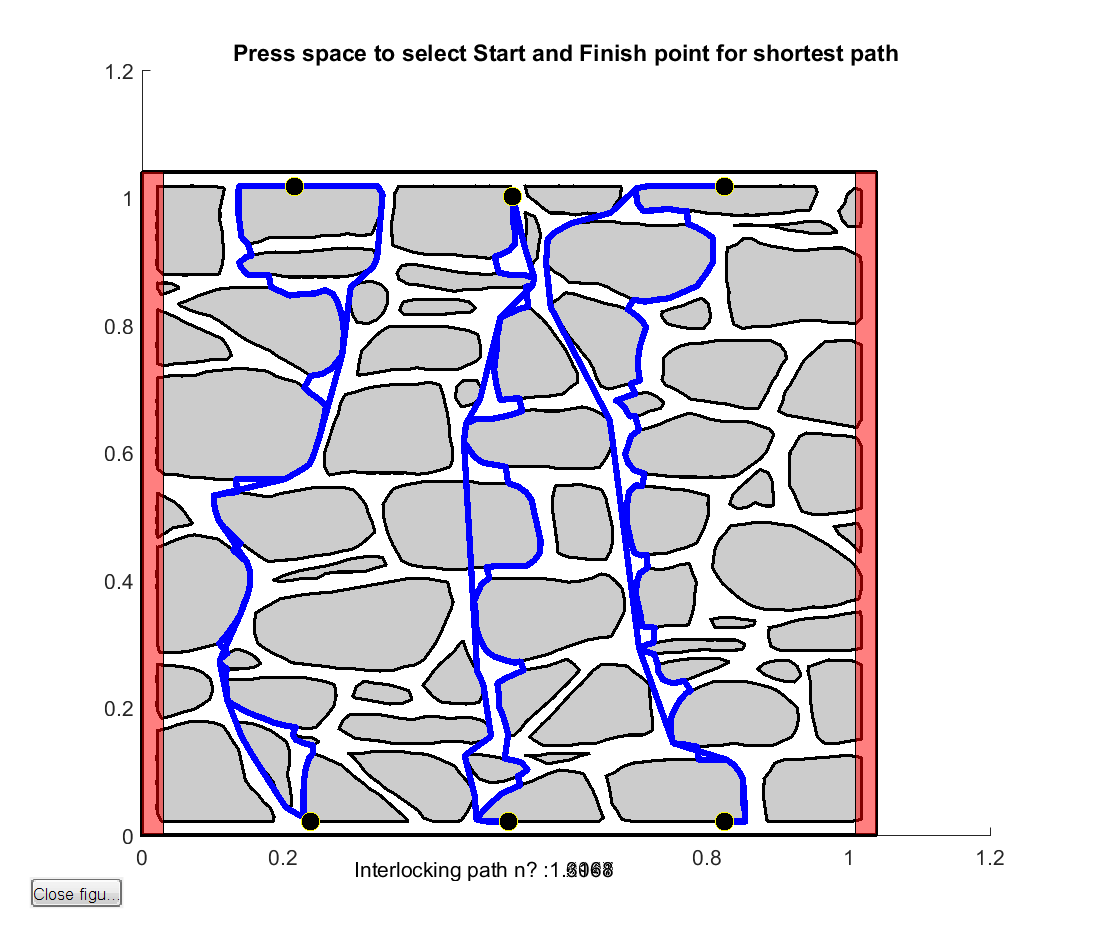 Press space to select Start and Finish point for shortest path
1.2
1
0.8
0.6
0.4
0.2
0
0 0.2 0.8 1 1.2
Interlocking path n? :1.
Close figu...